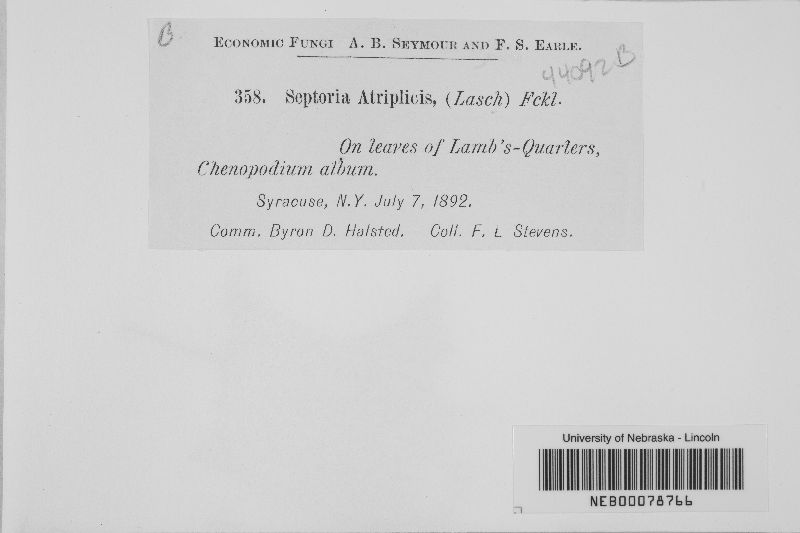 B
ECONOMIC FUNGI A. B. SEYMOUR AND F. S. EARLE.
44092B
358. Septoria Atriplicis, (Lasch) Fckl.
On leaves of Lamb's-Quarters,
Chenopodium album.
Syracuse, N.Y. July 7, 1892.
Comm. Byron D. Halsted. Coll. F. L Stevens.
University of Nebraska - Lincoln
NEB00078766